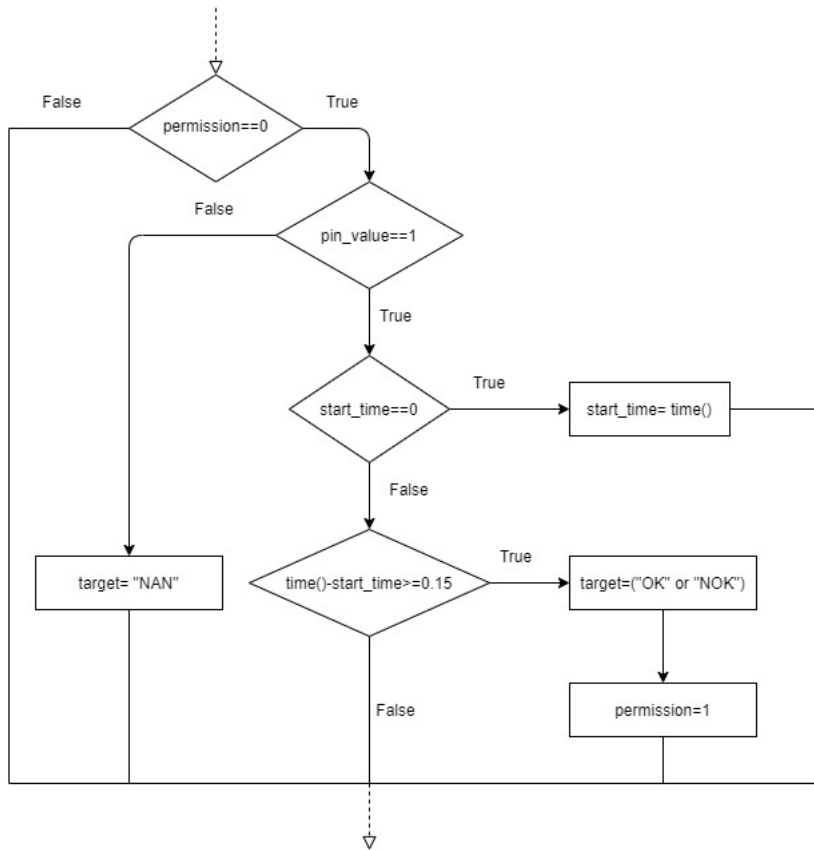 False
True
permission==0
False
pin_value==1
True
start_time==0
True
start_time= time()
False
target= "NAN"
time()-start_time>=0.15
True
target=("OK" or "NOK")
False
permission=1